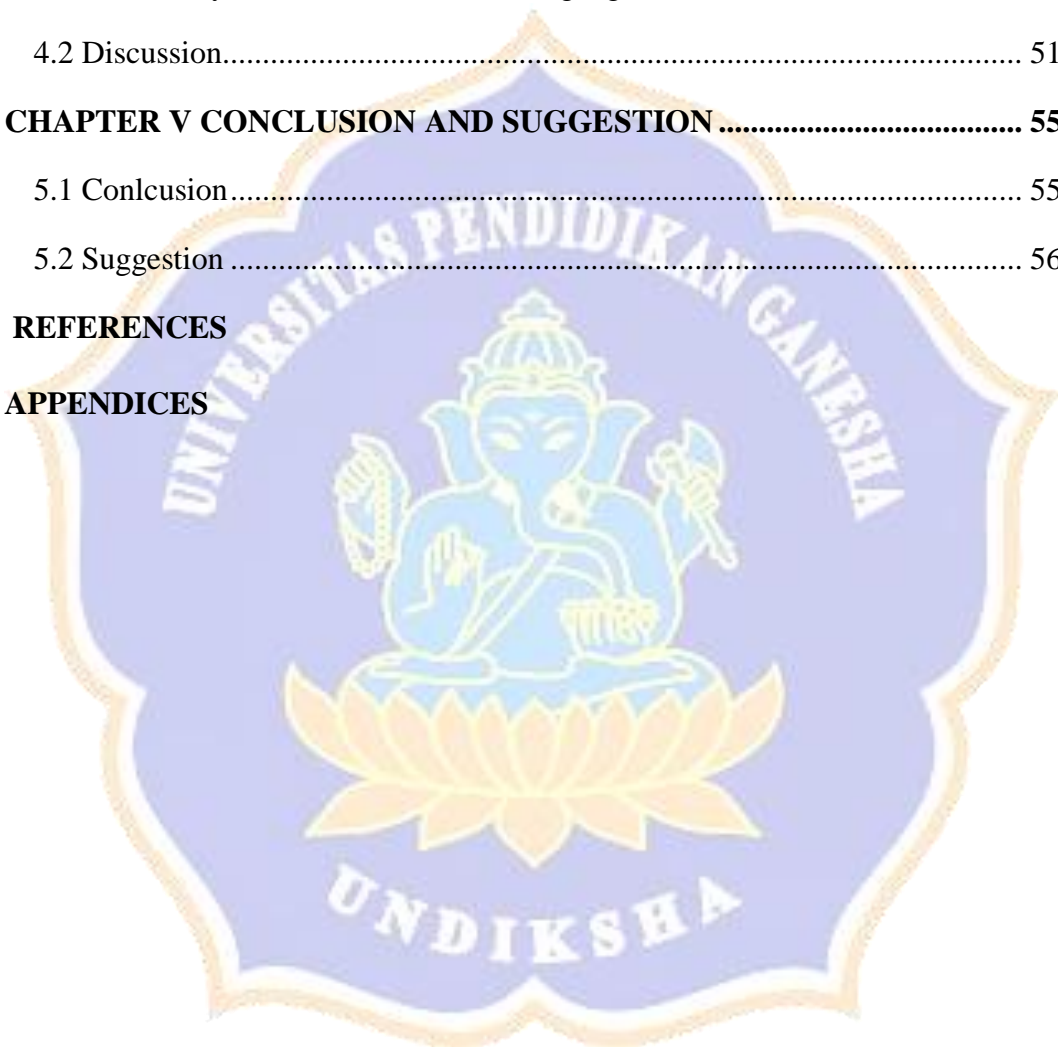 4.2 Discussion.......................................................................................................... 51
CHAPTER V CONCLUSION AND SUGGESTION ..................................... 55
5.1 Conlcusion......................................................................................................... 55
5.2 Suggestion ......................................................................................................... 56
REFERENCES
APPENDICES
UNIVERSITAS PENDIDIKAN GANESHA
UNDIKSHA